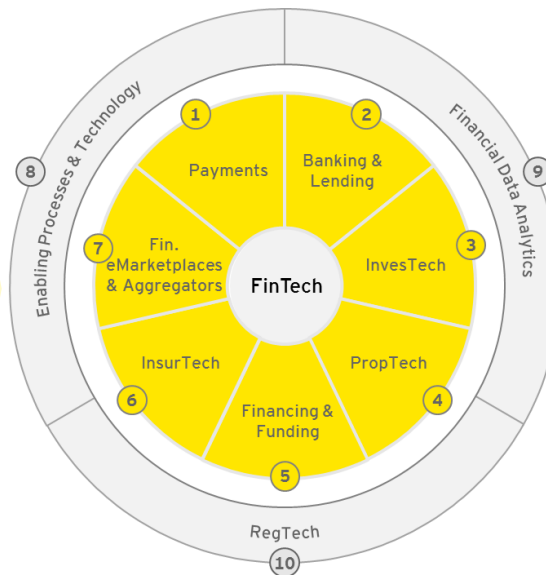 1
Payments
2
Banking &
Lending
3
InvesTech
PropTech
4
Financing &
Funding
5
InsurTech
6
7
Fin.
eMarketplaces
& Aggregators
FinTech
8
Enabling Processes & Technology
9
Financial Data Analytics
RegTech
10